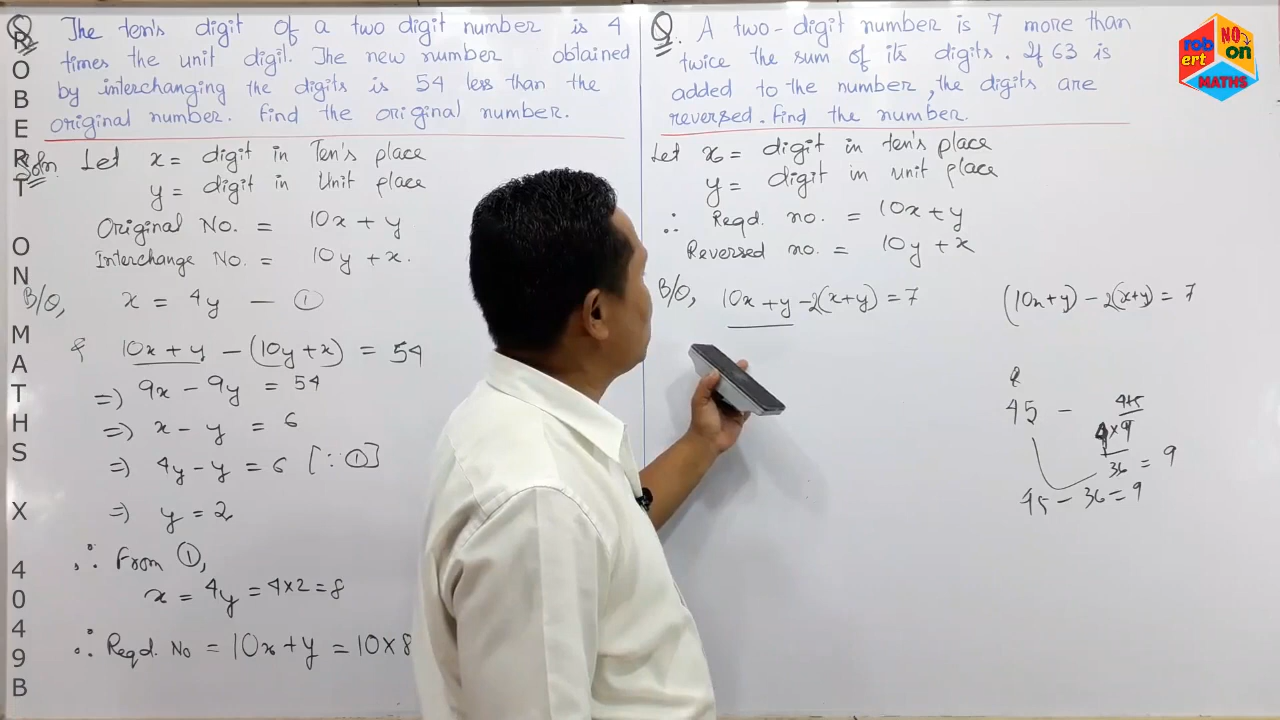 ROBERT ON MATHS X 4049B
Q. The ten's digit of a two digit number is 4
times the unit digit. The new number obtained
by interchanging the digits is 54 less than the
original number. Find the original number.
Soln. Let x = digit in Ten's place
y = digit in Unit place
Original No. = 10x + y
Interchange No. = 10y + x.
B/Q, x = 4y — ①
& 10x + y - (10y + x) = 54
=) 9x - 9y = 54
=) x - y = 6
=) 4y - y = 6 [∵ ①]
=) y = 2
∴ From ①,
x = 4y = 4×2 = 8
∴ Reqd. No = 10x + y = 10×8
Q. A two-digit number is 7 more than
twice the sum of its digits. If 63 is
added to the number, the digits are
reversed. Find the number.
Let x = digit in ten's place
y = digit in unit place
∴ Reqd. no. = 10x + y
Reversed no. = 10y + x
B/Q, 10x + y - 2(x+y) = 7
(10x+y) - 2(x+y) = 7
45 - 4+5
4×9
36 = 9
45 - 36 = 9
robert NO on MATHS